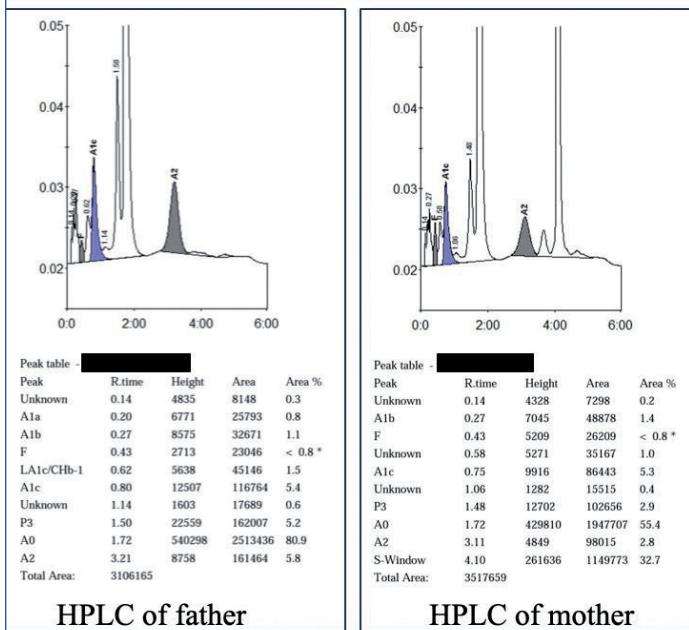 0.05
0.04
0.03
0.02
0.14
0.27
F
0.62
A1c
1.14
1.50
A2
0:0 2:00 4:00 6:00
Peak table -
Peak R.time Height Area Area %
Unknown 0.14 4835 8148 0.3
A1a 0.20 6771 25793 0.8
A1b 0.27 8575 32671 1.1
F 0.43 2713 23046 < 0.8 *
LA1c/CHb-1 0.62 5638 45146 1.5
A1c 0.80 12507 116764 5.4
Unknown 1.14 1603 17689 0.6
P3 1.50 22559 162007 5.2
A0 1.72 540298 2513436 80.9
A2 3.21 8758 161464 5.8
Total Area: 3106165
HPLC of father
0.05
0.04
0.03
0.02
0.14
0.27
F
0.58
A1c
1.06
1.48
A2
0:0 2:00 4:00 6:00
Peak table -
Peak R.time Height Area Area %
Unknown 0.14 4328 7298 0.2
A1b 0.27 7045 48878 1.4
F 0.43 5209 26209 < 0.8 *
Unknown 0.58 5271 35167 1.0
A1c 0.75 9916 86443 5.3
Unknown 1.06 1282 15515 0.4
P3 1.48 12702 102656 2.9
A0 1.72 429810 1947707 55.4
A2 3.11 4849 98015 2.8
S-Window 4.10 261636 1149773 32.7
Total Area: 3517659
HPLC of mother